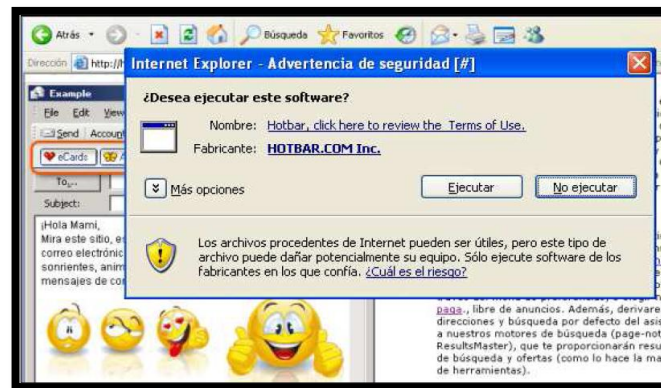 Atrás
Búsqueda
Favoritos
Dirección
http://h
Internet Explorer - Advertencia de seguridad [#]
Example
File Edit View
Send Account
eCards
To...
Subject:
¿Desea ejecutar este software?
Nombre: Hotbar, click here to review the Terms of Use.
Fabricante: HOTBAR.COM Inc.
Más opciones
Ejecutar
No ejecutar
Los archivos procedentes de Internet pueden ser útiles, pero este tipo de
archivo puede dañar potencialmente su equipo. Sólo ejecute software de los
fabricantes en los que confía. ¿Cuál es el riesgo?
¡Hola Mami,
Mira este sitio, es
correo electrónic
sonrientes, anim
mensajes de co
paga., libre de anuncios. Además, derivare
direcciones y búsqueda por defecto del asis
a nuestros motores de búsqueda (page-not
ResultsMaster), que te proporcionarán resu
de búsqueda y ofertas (como lo hace la ma
de herramientas).